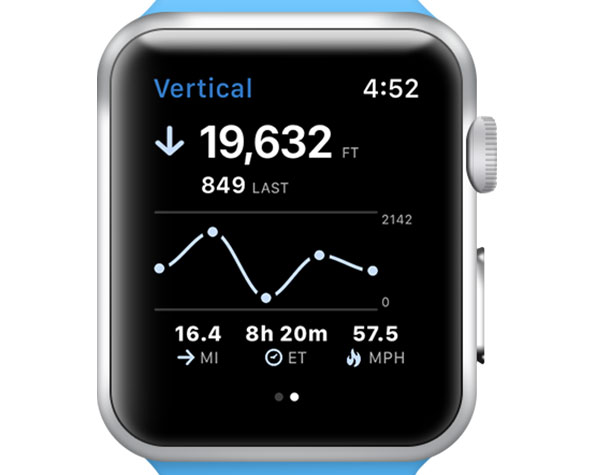 Vertical 4:52
19,632 FT
849 LAST
2142
0
16.4 8h 20m 57.5
MI ET MPH